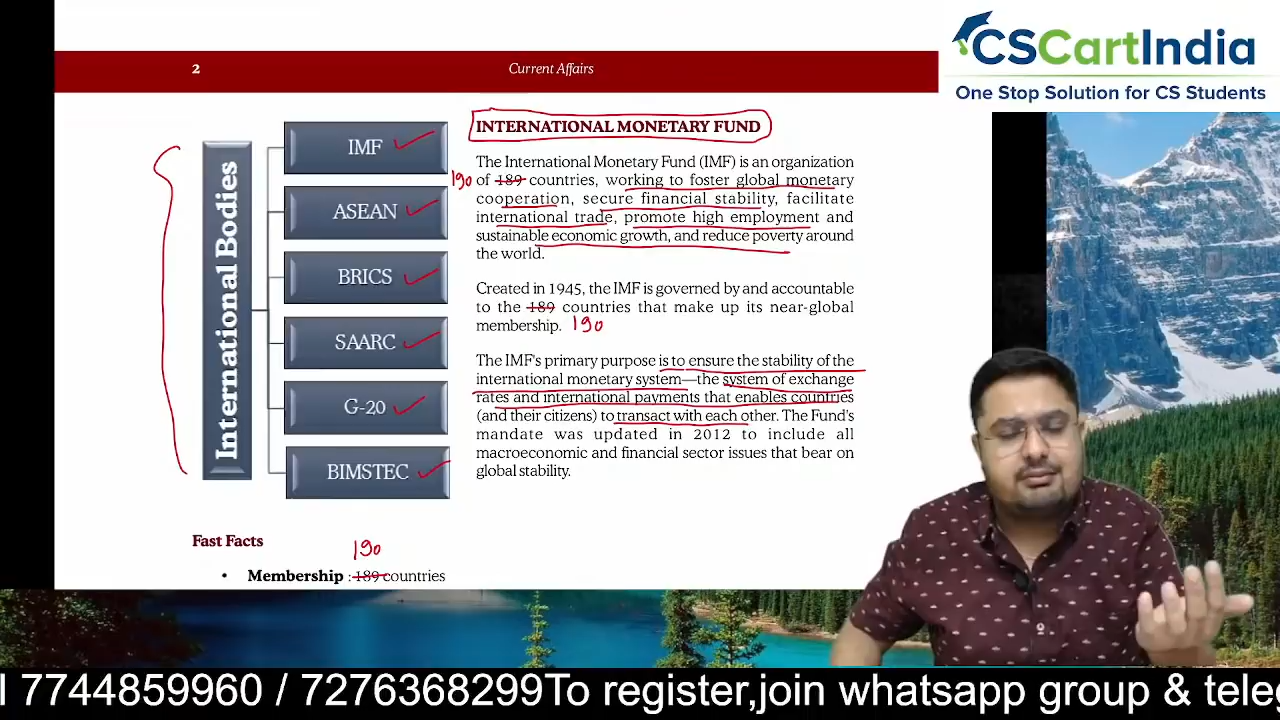 CSCartIndia
One Stop Solution for CS Students
2 Current Affairs
International Bodies
IMF
ASEAN
BRICS
SAARC
G-20
BIMSTEC
INTERNATIONAL MONETARY FUND
The International Monetary Fund (IMF) is an organization
190 of 189 countries, working to foster global monetary
cooperation, secure financial stability, facilitate
international trade, promote high employment and
sustainable economic growth, and reduce poverty around
the world.
Created in 1945, the IMF is governed by and accountable
to the 189 countries that make up its near-global
membership. 190
The IMF's primary purpose is to ensure the stability of the
international monetary system—the system of exchange
rates and international payments that enables countries
(and their citizens) to transact with each other. The Fund's
mandate was updated in 2012 to include all
macroeconomic and financial sector issues that bear on
global stability.
Fast Facts
190
• Membership : 189 countries
7744859960 / 7276368299To register,join whatsapp group &